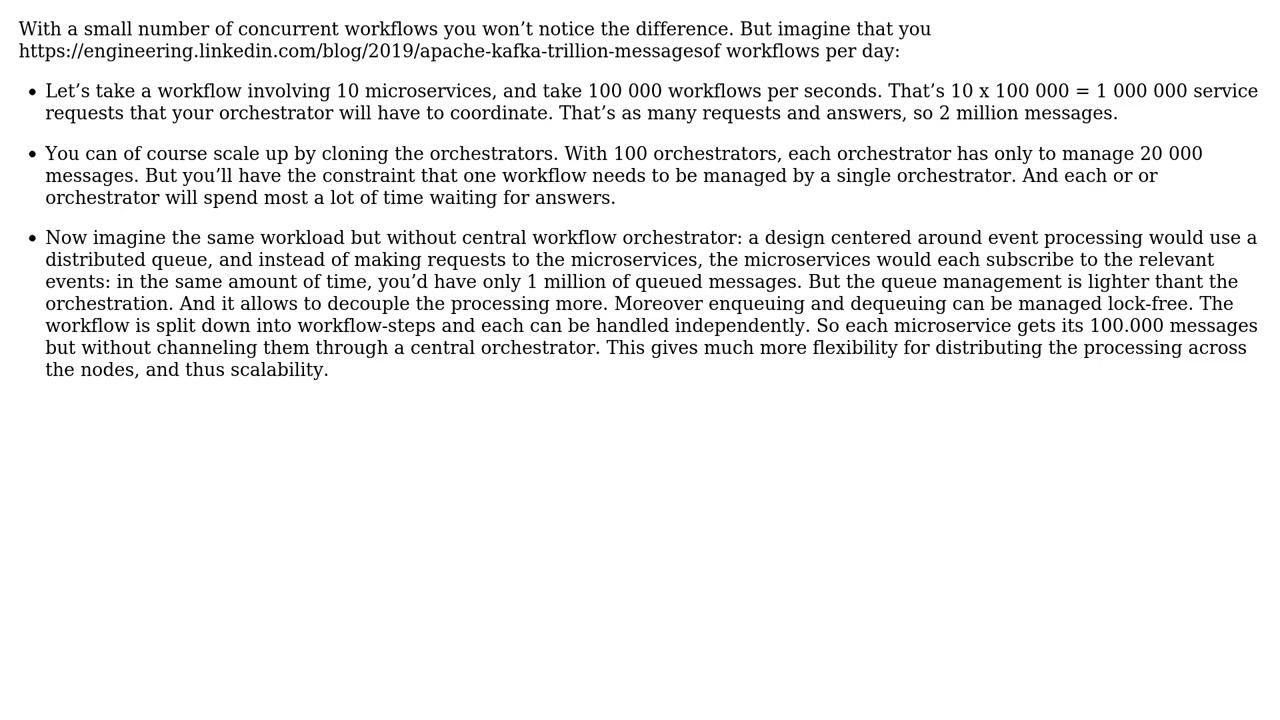 With a small number of concurrent workflows you won’t notice the difference. But imagine that you
https://engineering.linkedin.com/blog/2019/apache-kafka-trillion-messagesof workflows per day:
• Let’s take a workflow involving 10 microservices, and take 100 000 workflows per seconds. That’s 10 x 100 000 = 1 000 000 service
requests that your orchestrator will have to coordinate. That’s as many requests and answers, so 2 million messages.
• You can of course scale up by cloning the orchestrators. With 100 orchestrators, each orchestrator has only to manage 20 000
messages. But you’ll have the constraint that one workflow needs to be managed by a single orchestrator. And each or or
orchestrator will spend most a lot of time waiting for answers.
• Now imagine the same workload but without central workflow orchestrator: a design centered around event processing would use a
distributed queue, and instead of making requests to the microservices, the microservices would each subscribe to the relevant
events: in the same amount of time, you’d have only 1 million of queued messages. But the queue management is lighter thant the
orchestration. And it allows to decouple the processing more. Moreover enqueuing and dequeuing can be managed lock-free. The
workflow is split down into workflow-steps and each can be handled independently. So each microservice gets its 100.000 messages
but without channeling them through a central orchestrator. This gives much more flexibility for distributing the processing across
the nodes, and thus scalability.